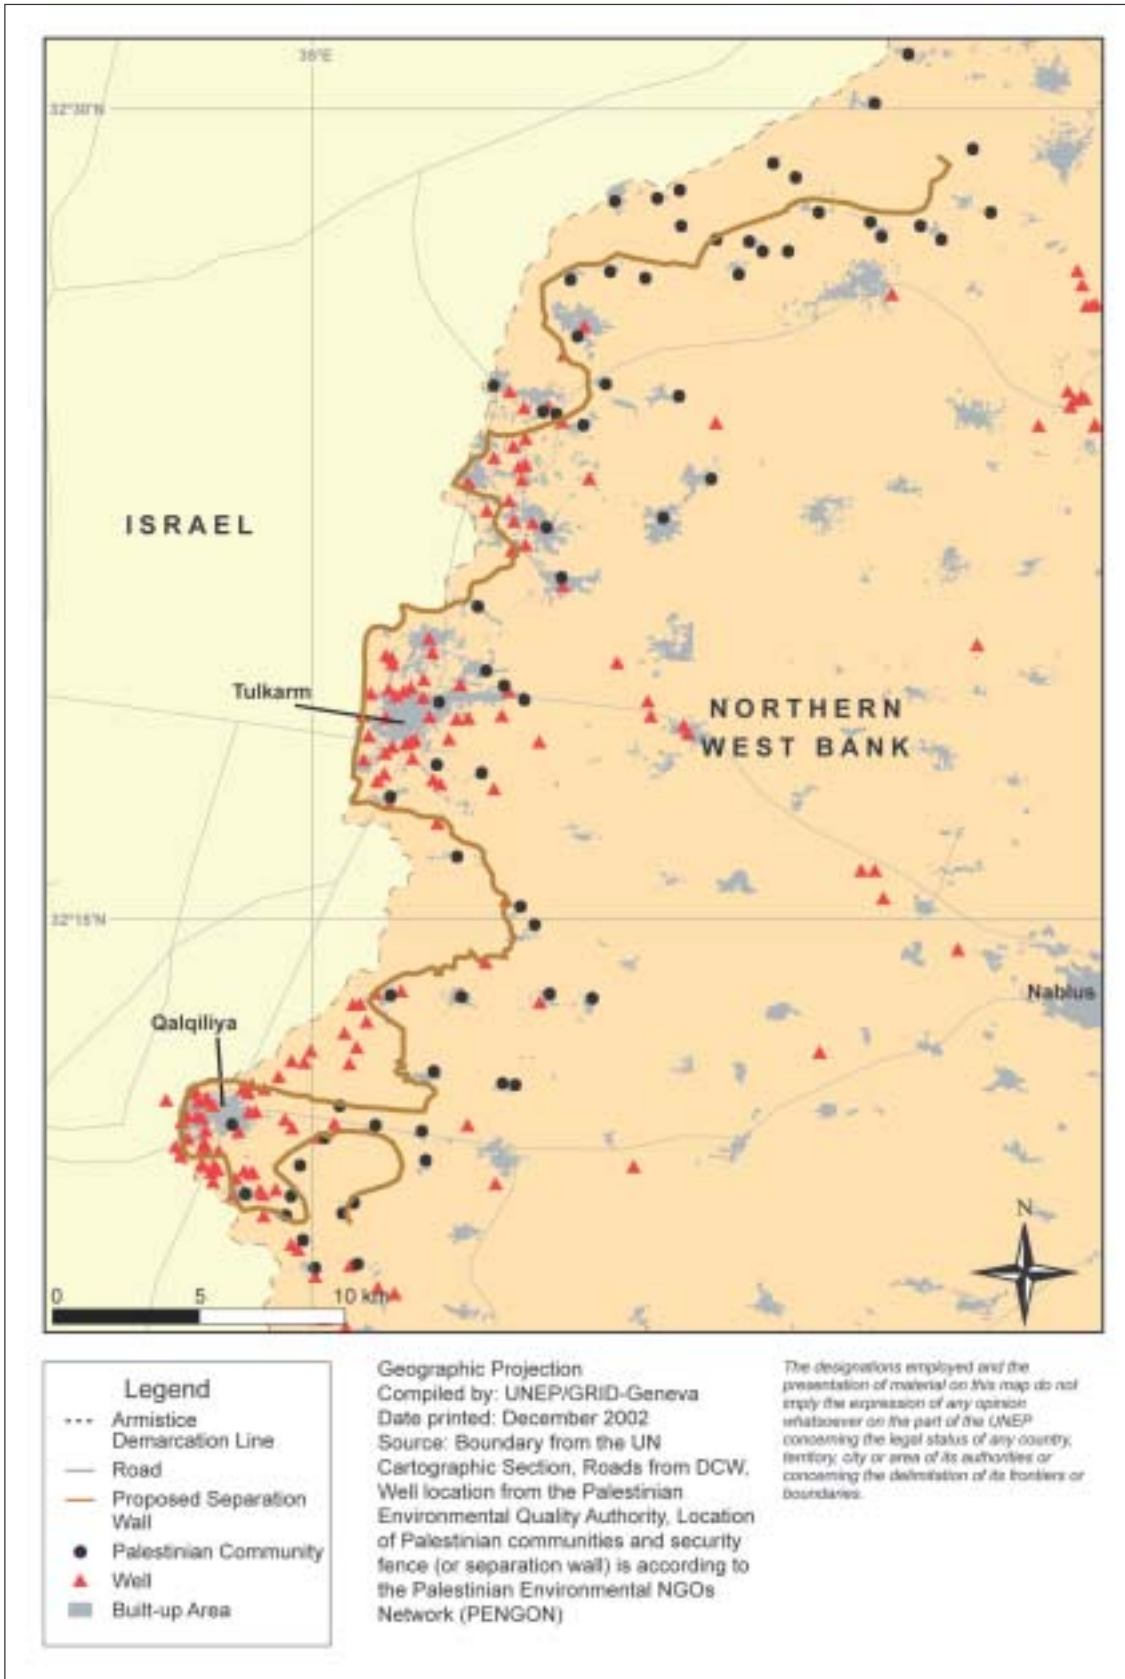 36°E
32°30'N
ISRAEL
Tulkarm
NORTHERN
WEST BANK
32°15'N
Nablus
Qalqiliya
N
0 5 10 km
Legend
Armistice
Demarcation Line
Road
Proposed Separation
Wall
Palestinian Community
Well
Built-up Area
Geographic Projection
Compiled by: UNEP/GRID-Geneva
Date printed: December 2002
Source: Boundary from the UN
Cartographic Section, Roads from DCW,
Well location from the Palestinian
Environmental Quality Authority, Location
of Palestinian communities and security
fence (or separation wall) is according to
the Palestinian Environmental NGOs
Network (PENGON)
The designations employed and the
presentation of material on this map do not
imply the expression of any opinion
whatsoever on the part of the UNEP
concerning the legal status of any country,
territory, city or area of its authorities or
concerning the delimitation of its frontiers or
boundaries.